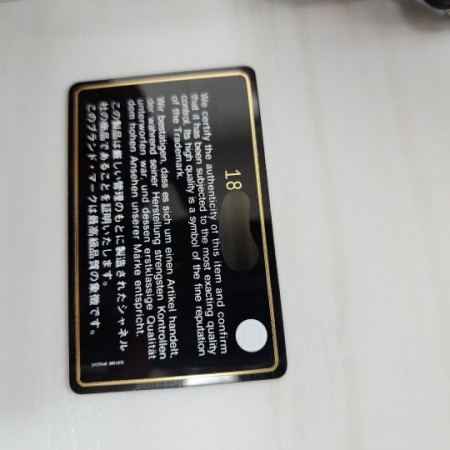 18
We certify the authenticity of this item and confirm
that it has been subjected to the most exacting quality
control. Its high quality is a symbol of the fine reputation
of the Trademark.
Wir bestätigen, dass es sich um einen Artikel handelt,
der während seiner Herstellung strengsten Kontrollen
unterworfen war, und dessen erstklassige Qualität
dem hohen Ansehen unserer Marke entspricht.
この製品は厳しい管理のもとに製造されたシャネル
社の商品であることを証明いたします。
このブランド・マークは最高級品質の象徴です。